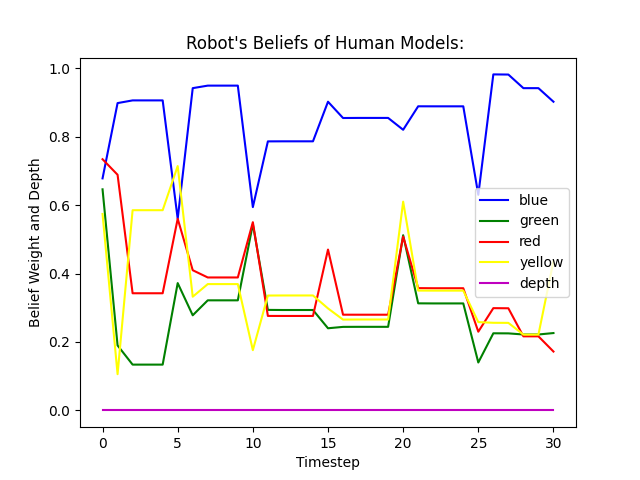 Robot's Beliefs of Human Models:
Belief Weight and Depth
1.0
0.8
0.6
0.4
0.2
0.0
blue
green
red
yellow
depth
0 5 10 15 20 25 30
Timestep